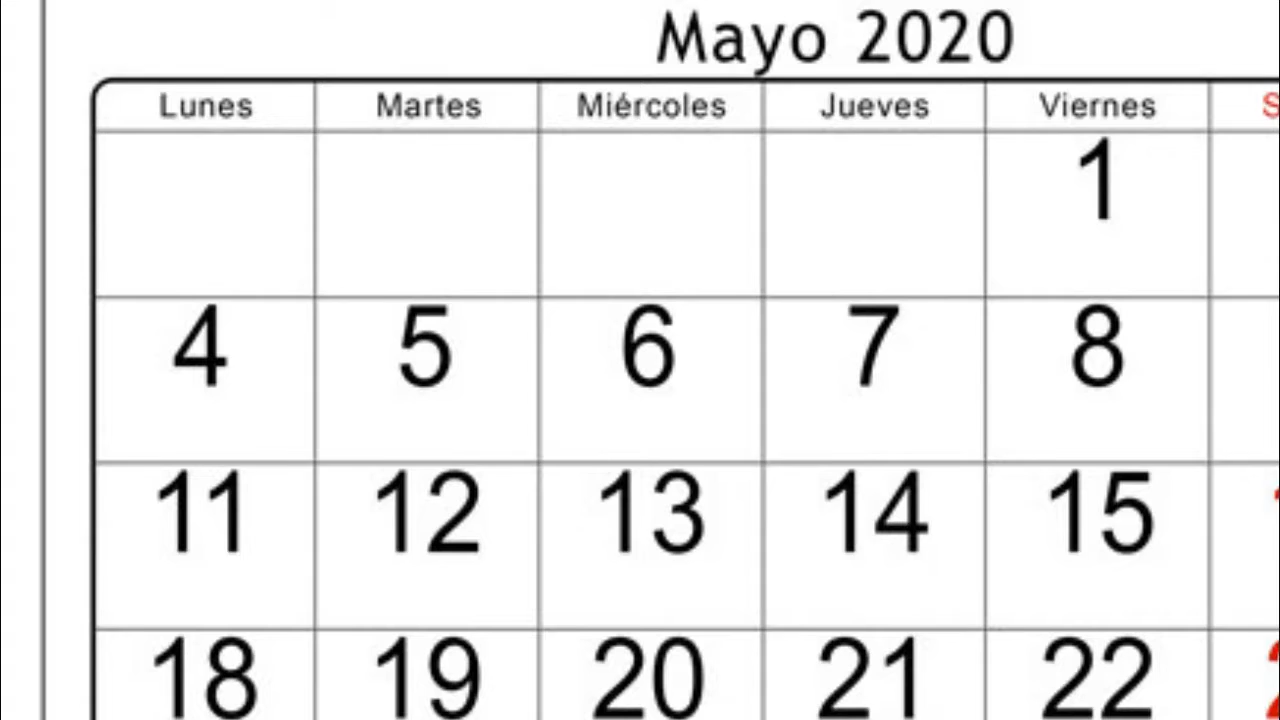 Mayo 2020
Lunes Martes Miércoles Jueves Viernes
1
4 5 6 7 8
11 12 13 14 15
18 19 20 21 22